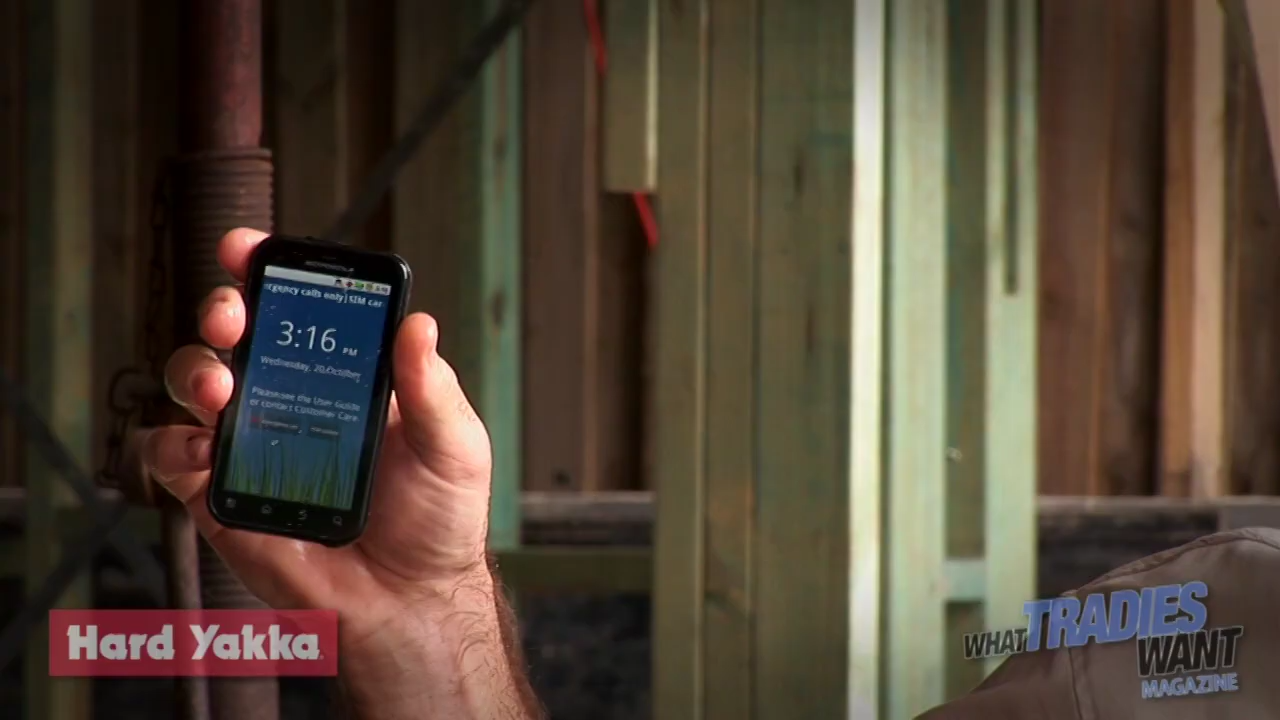 MOTOROLA
rgency calls only | SIM car
3:16 PM
Wednesday, 20 October
Please see the User Guide
or contact Customer Care.
Hard Yakka
WHAT TRADIES
WANT
MAGAZINE